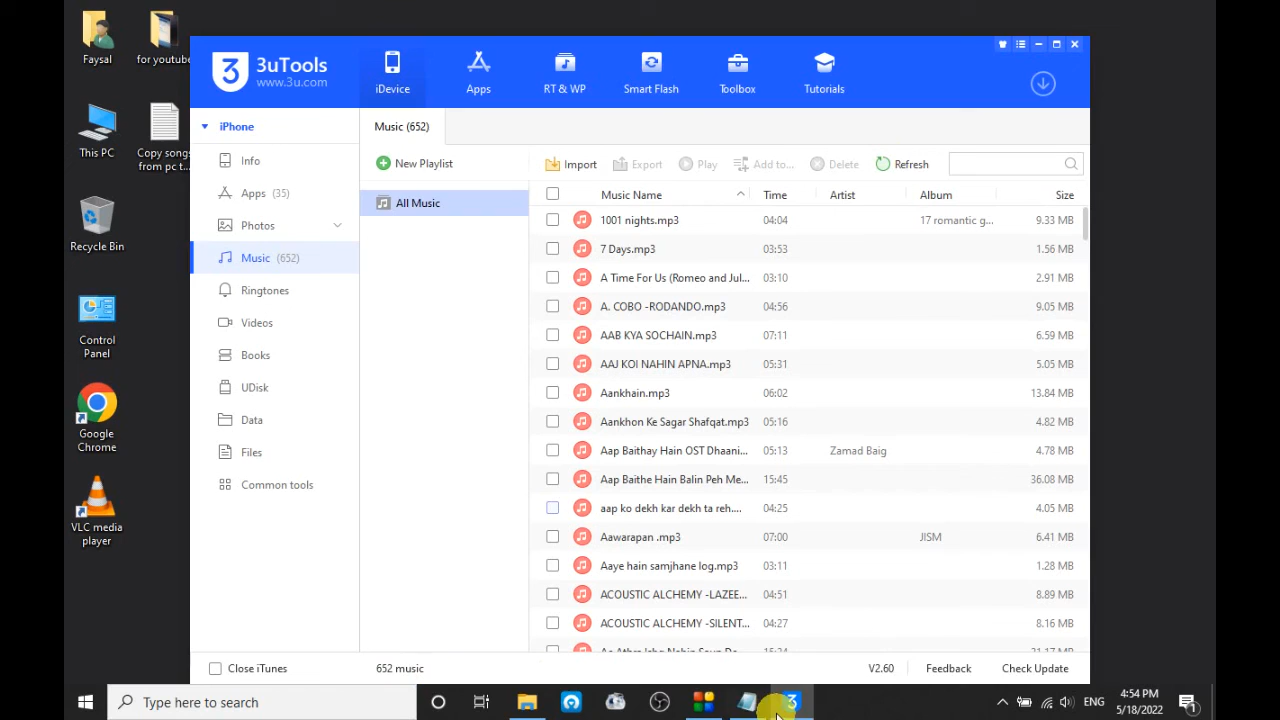 Faysal
for youtube
This PC
Copy songs from pc t...
Recycle Bin
Control Panel
Google Chrome
VLC media player
3
3uTools
www.3u.com
iDevice
Apps
RT & WP
Smart Flash
Toolbox
Tutorials
iPhone
Music (652)
Info
Apps (35)
Photos
Music (652)
Ringtones
Videos
Books
UDisk
Data
Files
Common tools
New Playlist
All Music
Import
Export
Play
Add to...
Delete
Refresh
Music Name Time Artist Album Size
1001 nights.mp3 04:04 17 romantic g... 9.33 MB
7 Days.mp3 03:53 1.56 MB
A Time For Us (Romeo and Jul... 03:10 2.91 MB
A. COBO -RODANDO.mp3 04:56 9.05 MB
AAB KYA SOCHAIN.mp3 07:11 6.59 MB
AAJ KOI NAHIN APNA.mp3 05:31 5.05 MB
Aankhain.mp3 06:02 13.84 MB
Aankhon Ke Sagar Shafqat.mp3 05:16 4.82 MB
Aap Baithay Hain OST Dhaani... 05:13 Zamad Baig 4.78 MB
Aap Baithe Hain Balin Peh Me... 15:45 36.08 MB
aap ko dekh kar dekh ta reh.... 04:25 4.05 MB
Aawarapan .mp3 07:00 JISM 6.41 MB
Aaye hain samjhane log.mp3 03:11 1.28 MB
ACOUSTIC ALCHEMY -LAZEE... 04:51 8.89 MB
ACOUSTIC ALCHEMY -SILENT... 04:27 8.16 MB
Close iTunes
652 music
V2.60
Feedback
Check Update
Type here to search
3
ENG
4:54 PM
5/18/2022
1